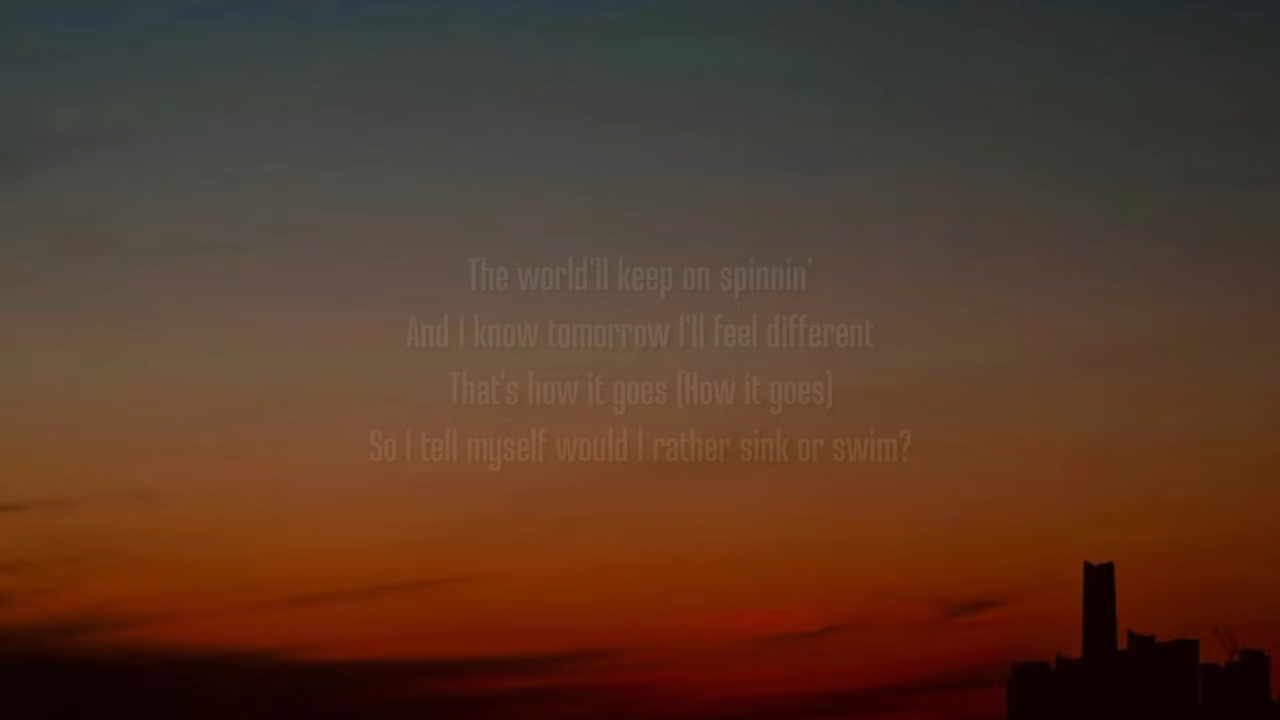 The world'll keep on spinnin'
And I know tomorrow I'll feel different
That's how it goes (How it goes)
So I tell myself would I rather sink or swim?